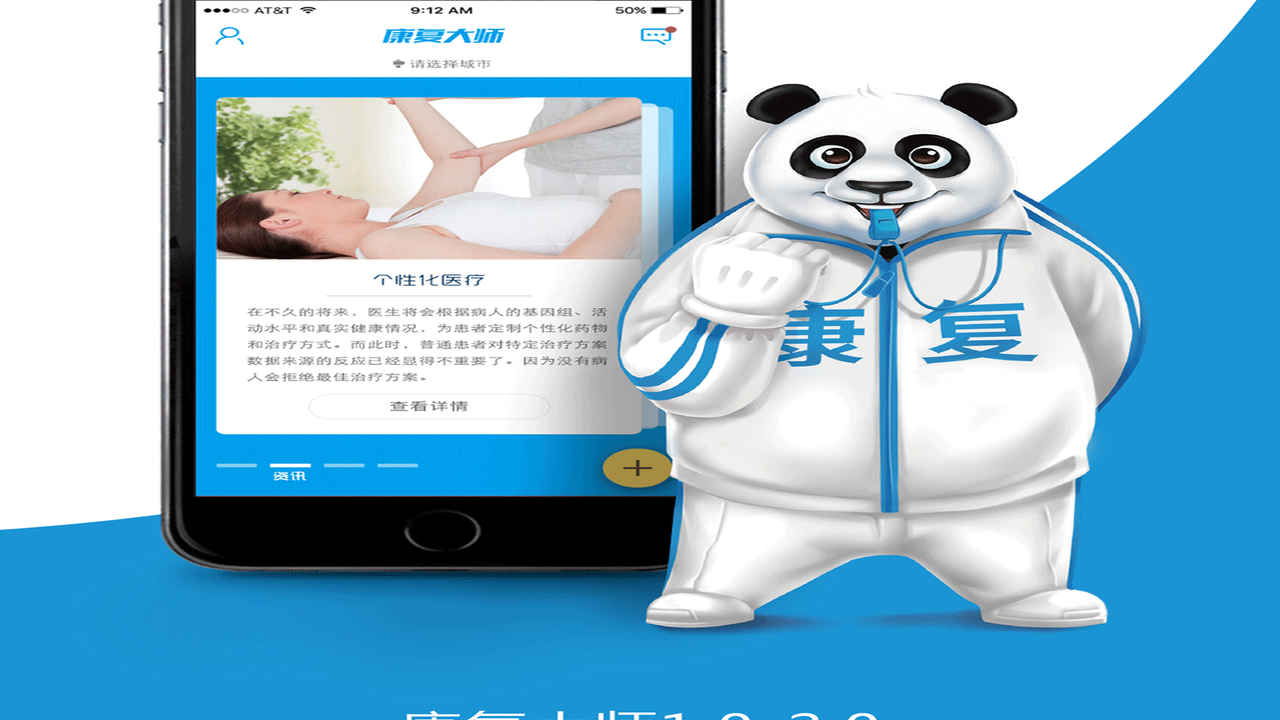 AT&T 9:12 AM 50%
康复大师
请选择城市
个性化医疗
在不久的将来，医生将会根据病人的基因组、活
动水平和真实健康情况，为患者定制个性化药物
和治疗方式。而此时，普通患者对特定治疗方案
数据来源的反应已经显得不重要了。因为没有病
人会拒绝最佳治疗方案。
查看详情
资讯
康复